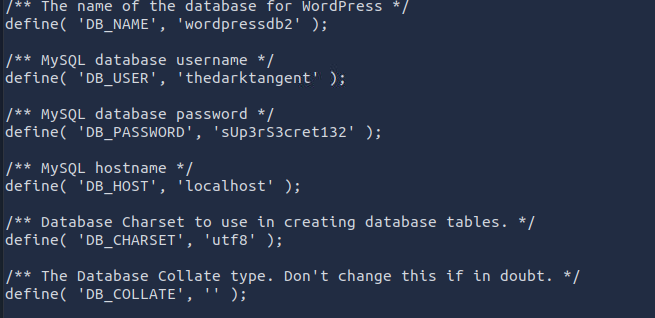 /** The name of the database for WordPress */
define( 'DB_NAME', 'wordpressdb2' );
/** MySQL database username */
define( 'DB_USER', 'thedarktangent' );
/** MySQL database password */
define( 'DB_PASSWORD', 'sUp3rS3cret132' );
/** MySQL hostname */
define( 'DB_HOST', 'localhost' );
/** Database Charset to use in creating database tables. */
define( 'DB_CHARSET', 'utf8' );
/** The Database Collate type. Don't change this if in doubt. */
define( 'DB_COLLATE', '' );